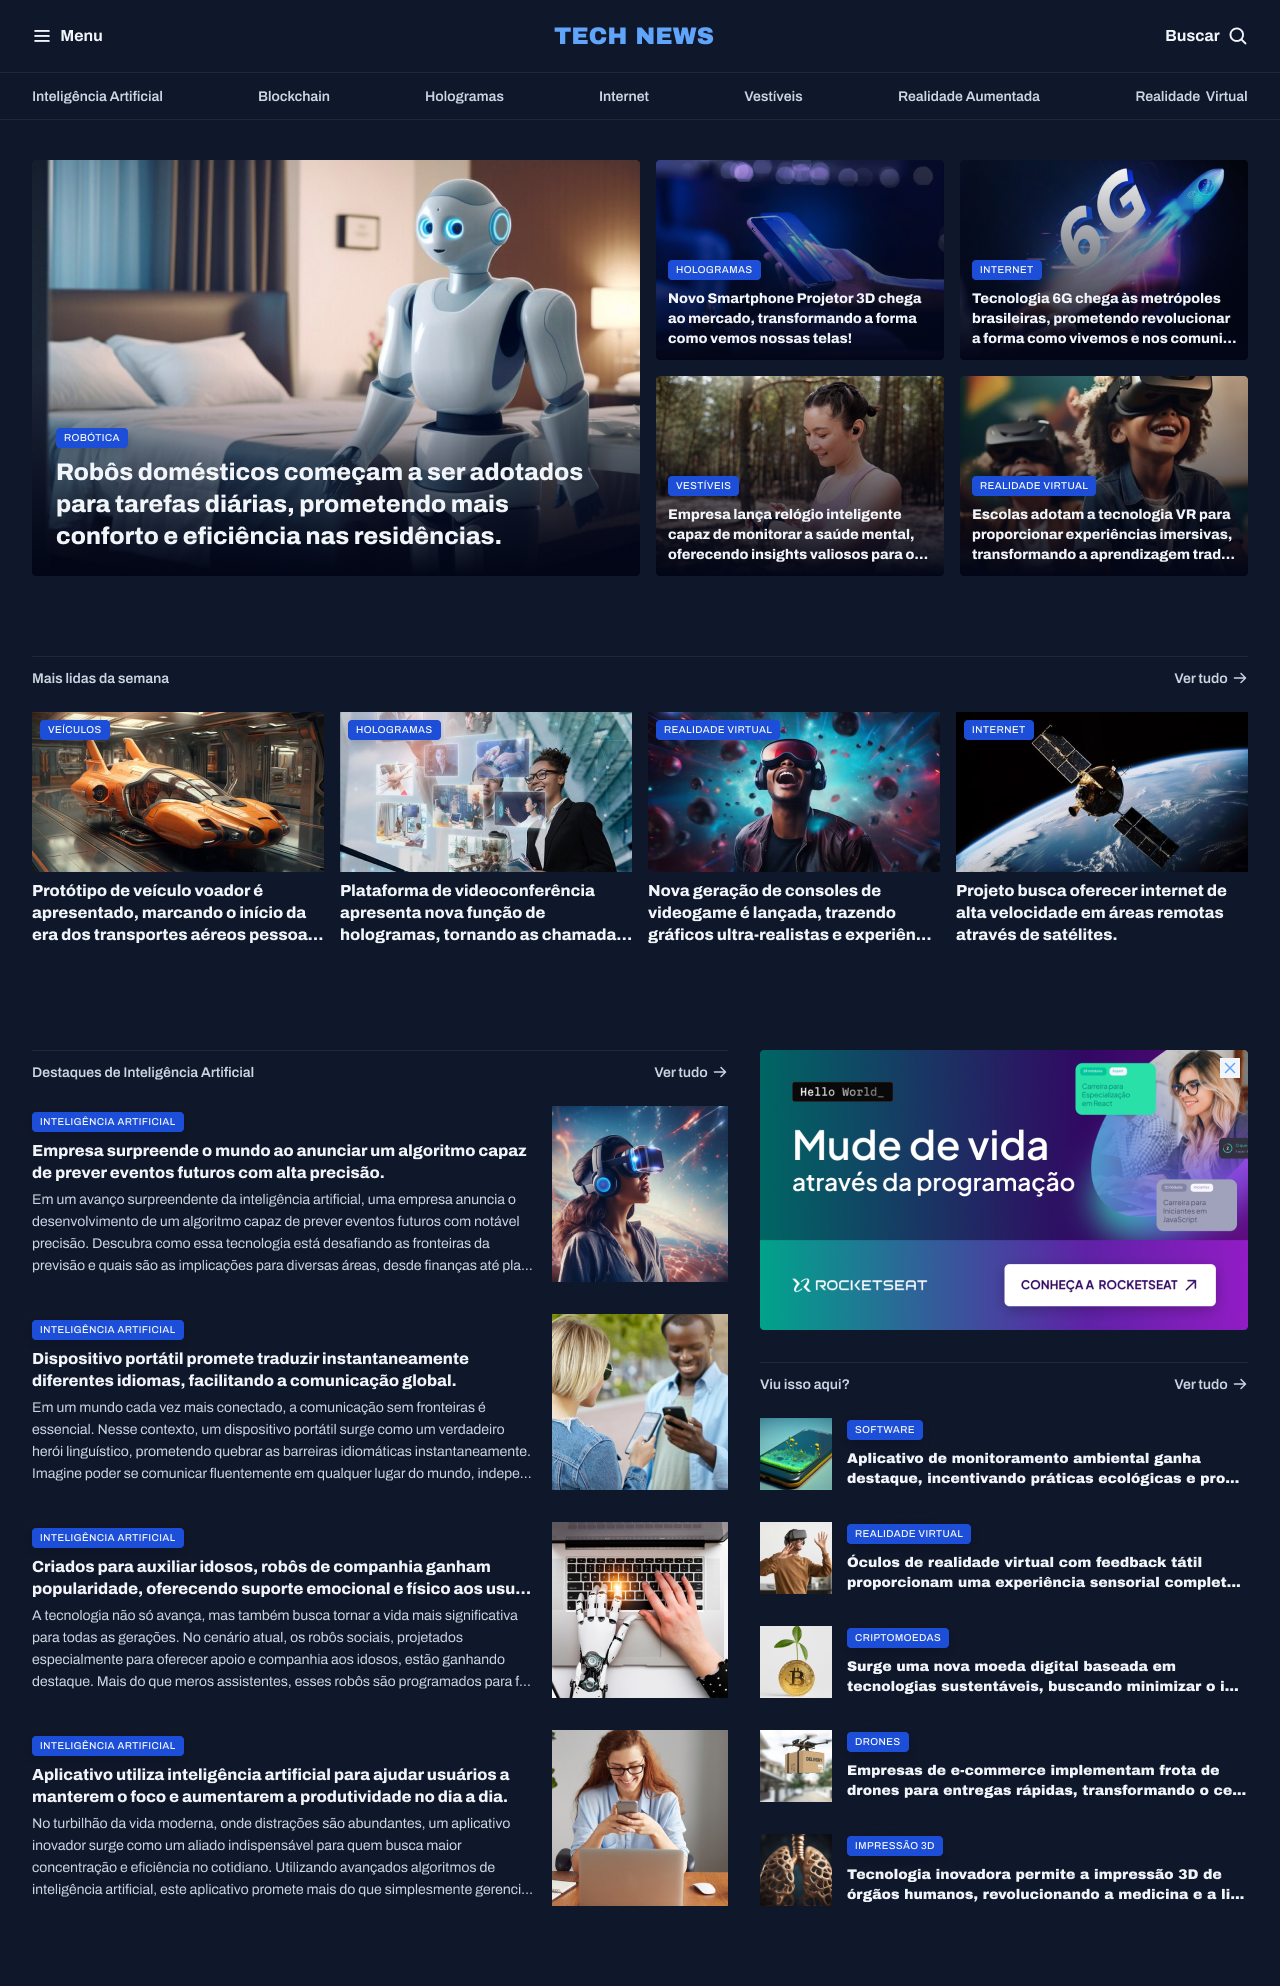 Menu
TECH NEWS
Buscar
Inteligência Artificial
Blockchain
Hologramas
Internet
Vestíveis
Realidade Aumentada
Realidade Virtual
ROBÓTICA
Robôs domésticos começam a ser adotados
para tarefas diárias, prometendo mais
conforto e eficiência nas residências.
HOLOGRAMAS
Novo Smartphone Projetor 3D chega
ao mercado, transformando a forma
como vemos nossas telas!
6G
INTERNET
Tecnologia 6G chega às metrópoles
brasileiras, prometendo revolucionar
a forma como vivemos e nos comuni...
VESTÍVEIS
Empresa lança relógio inteligente
capaz de monitorar a saúde mental,
oferecendo insights valiosos para o...
REALIDADE VIRTUAL
Escolas adotam a tecnologia VR para
proporcionar experiências imersivas,
transformando a aprendizagem trad...
Mais lidas da semana
Ver tudo
VEÍCULOS
Protótipo de veículo voador é
apresentado, marcando o início da
era dos transportes aéreos pessoa...
HOLOGRAMAS
Plataforma de videoconferência
apresenta nova função de
hologramas, tornando as chamada...
REALIDADE VIRTUAL
Nova geração de consoles de
videogame é lançada, trazendo
gráficos ultra-realistas e experiên...
INTERNET
Projeto busca oferecer internet de
alta velocidade em áreas remotas
através de satélites.
Destaques de Inteligência Artificial
Ver tudo
INTELIGÊNCIA ARTIFICIAL
Empresa surpreende o mundo ao anunciar um algoritmo capaz
de prever eventos futuros com alta precisão.
Em um avanço surpreendente da inteligência artificial, uma empresa anuncia o
desenvolvimento de um algoritmo capaz de prever eventos futuros com notável
precisão. Descubra como essa tecnologia está desafiando as fronteiras da
previsão e quais são as implicações para diversas áreas, desde finanças até pla...
INTELIGÊNCIA ARTIFICIAL
Dispositivo portátil promete traduzir instantaneamente
diferentes idiomas, facilitando a comunicação global.
Em um mundo cada vez mais conectado, a comunicação sem fronteiras é
essencial. Nesse contexto, um dispositivo portátil surge como um verdadeiro
herói linguístico, prometendo quebrar as barreiras idiomáticas instantaneamente.
Imagine poder se comunicar fluentemente em qualquer lugar do mundo, indepe...
INTELIGÊNCIA ARTIFICIAL
Criados para auxiliar idosos, robôs de companhia ganham
popularidade, oferecendo suporte emocional e físico aos usu...
A tecnologia não só avança, mas também busca tornar a vida mais significativa
para todas as gerações. No cenário atual, os robôs sociais, projetados
especialmente para oferecer apoio e companhia aos idosos, estão ganhando
destaque. Mais do que meros assistentes, esses robôs são programados para f...
INTELIGÊNCIA ARTIFICIAL
Aplicativo utiliza inteligência artificial para ajudar usuários a
manterem o foco e aumentarem a produtividade no dia a dia.
No turbilhão da vida moderna, onde distrações são abundantes, um aplicativo
inovador surge como um aliado indispensável para quem busca maior
concentração e eficiência no cotidiano. Utilizando avançados algoritmos de
inteligência artificial, este aplicativo promete mais do que simplesmente gerenci...
Hello World_
Mude de vida
através da programação
Carreira para
Especialização
em React
Carreira para
Iniciantes em
JavaScript
ROCKETSEAT
CONHEÇA A ROCKETSEAT
Viu isso aqui?
Ver tudo
SOFTWARE
Aplicativo de monitoramento ambiental ganha
destaque, incentivando práticas ecológicas e pro...
REALIDADE VIRTUAL
Óculos de realidade virtual com feedback tátil
proporcionam uma experiência sensorial complet...
CRIPTOMOEDAS
Surge uma nova moeda digital baseada em
tecnologias sustentáveis, buscando minimizar o i...
DRONES
Empresas de e-commerce implementam frota de
drones para entregas rápidas, transformando o ce...
IMPRESSÃO 3D
Tecnologia inovadora permite a impressão 3D de
órgãos humanos, revolucionando a medicina e a li...